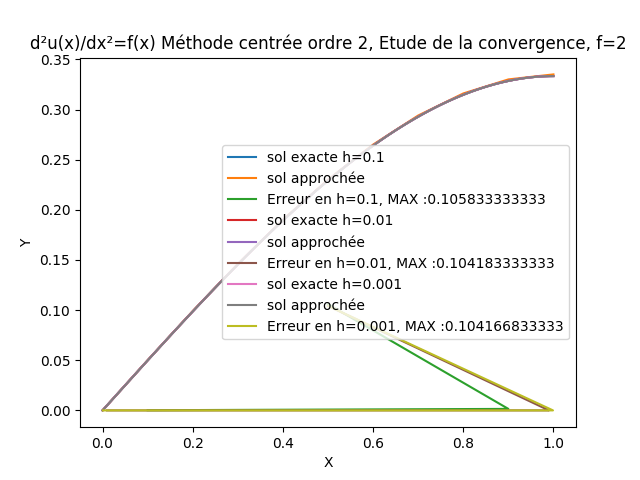 d²u(x)/dx²=f(x) Méthode centrée ordre 2, Etude de la convergence, f=2
0.35
0.30
0.25
0.20
0.15
0.10
0.05
0.00
Y
sol exacte h=0.1
sol approchée
Erreur en h=0.1, MAX :0.105833333333
sol exacte h=0.01
sol approchée
Erreur en h=0.01, MAX :0.104183333333
sol exacte h=0.001
sol approchée
Erreur en h=0.001, MAX :0.104166833333
0.0 0.2 0.4 0.6 0.8 1.0
X